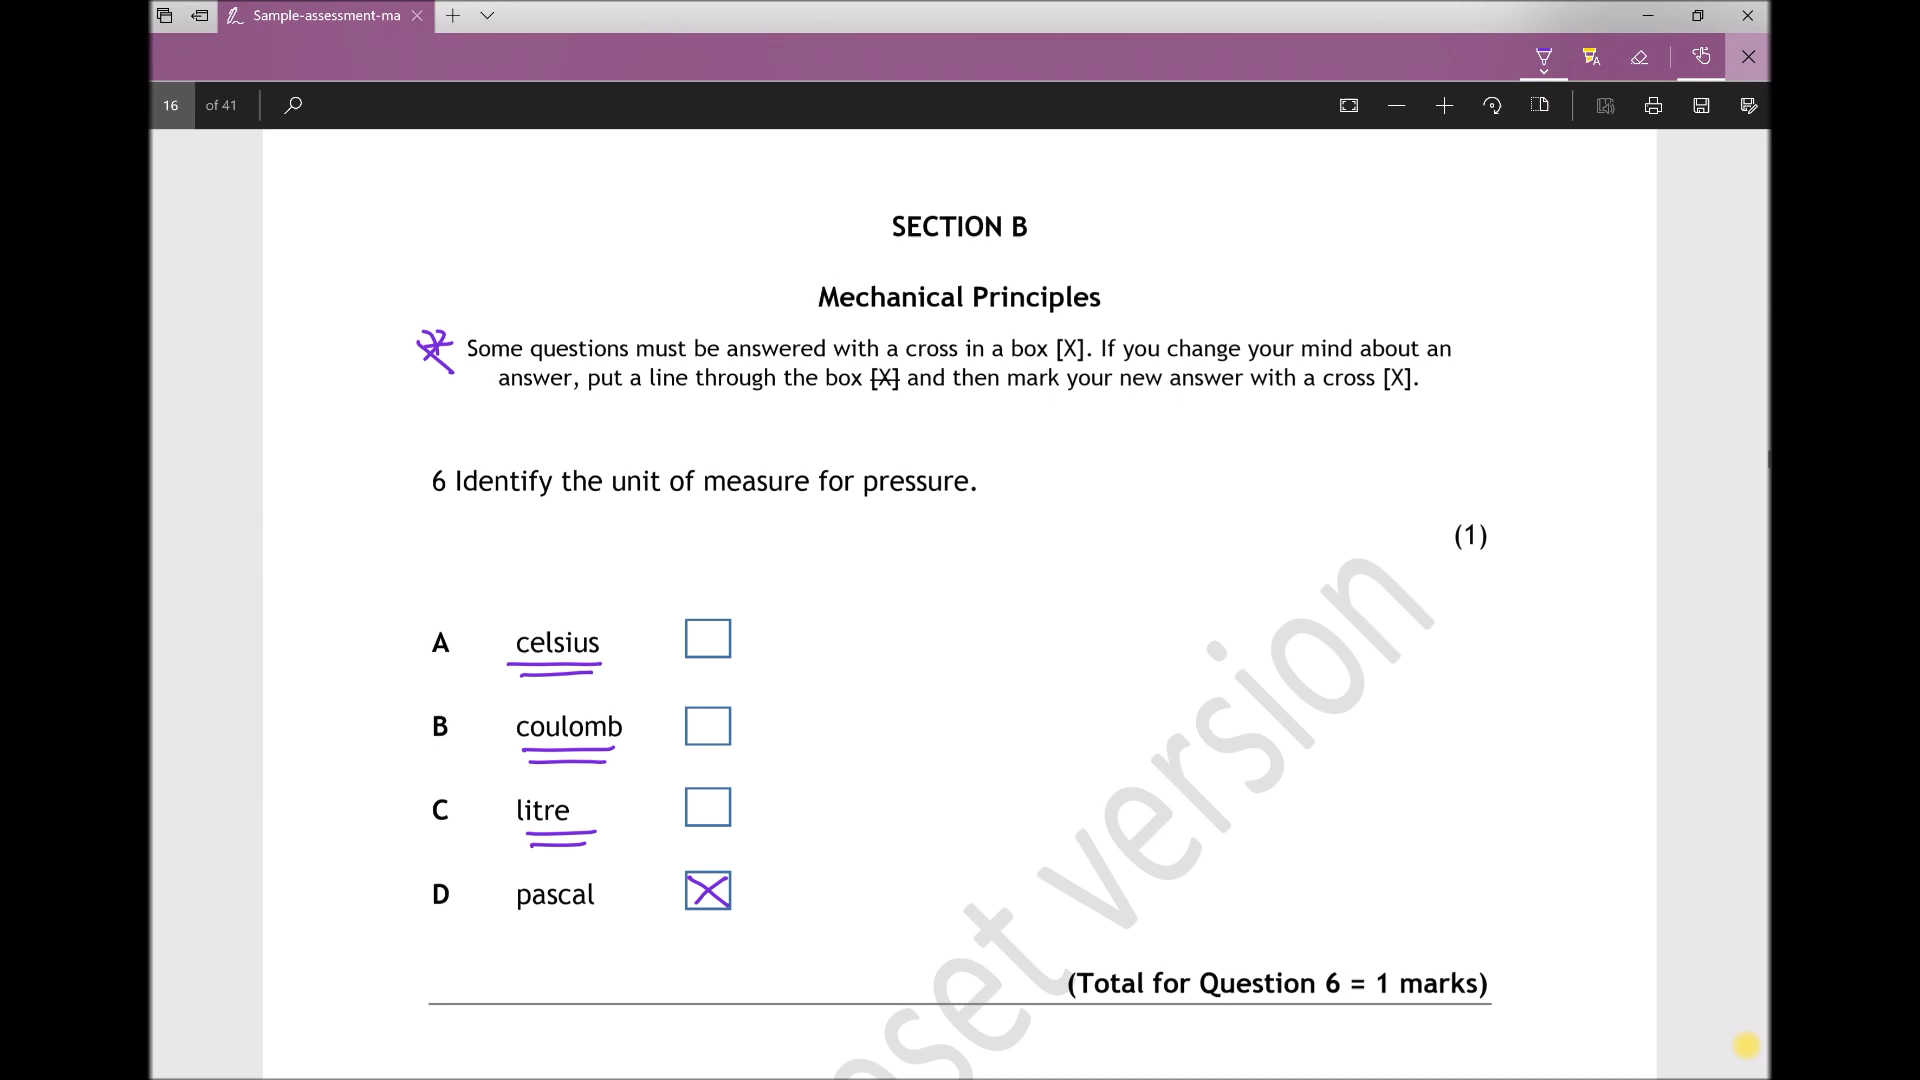 Sample-assessment-ma
16 of 41
SECTION B
Mechanical Principles
Some questions must be answered with a cross in a box [X]. If you change your mind about an
answer, put a line through the box [X] and then mark your new answer with a cross [X].
6 Identify the unit of measure for pressure.
(1)
A celsius
B coulomb
C litre
D pascal X
oset version
(Total for Question 6 = 1 marks)